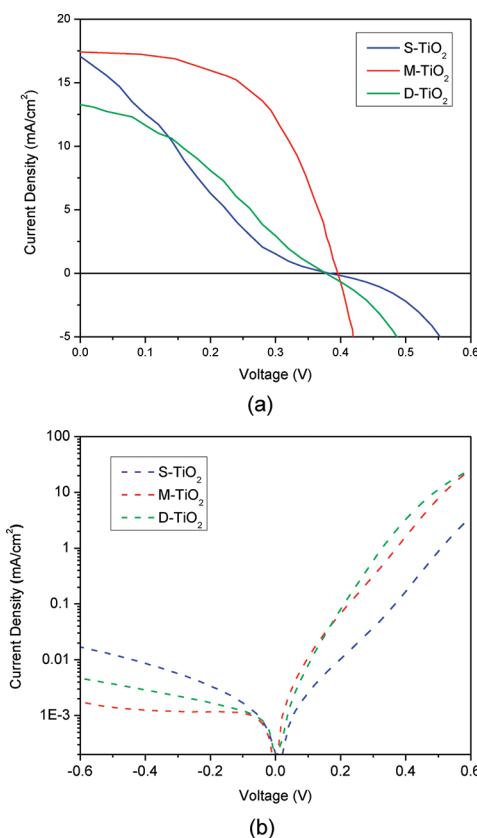 20
15
10
5
0
-5
0.0 0.1 0.2 0.3 0.4 0.5 0.6
Current Density (mA/cm²)
Voltage (V)
S-TiO₂
M-TiO₂
D-TiO₂
(a)
100
10
1
0.1
0.01
1E-3
-0.6 -0.4 -0.2 0.0 0.2 0.4 0.6
Current Density (mA/cm²)
Voltage (V)
S-TiO₂
M-TiO₂
D-TiO₂
(b)